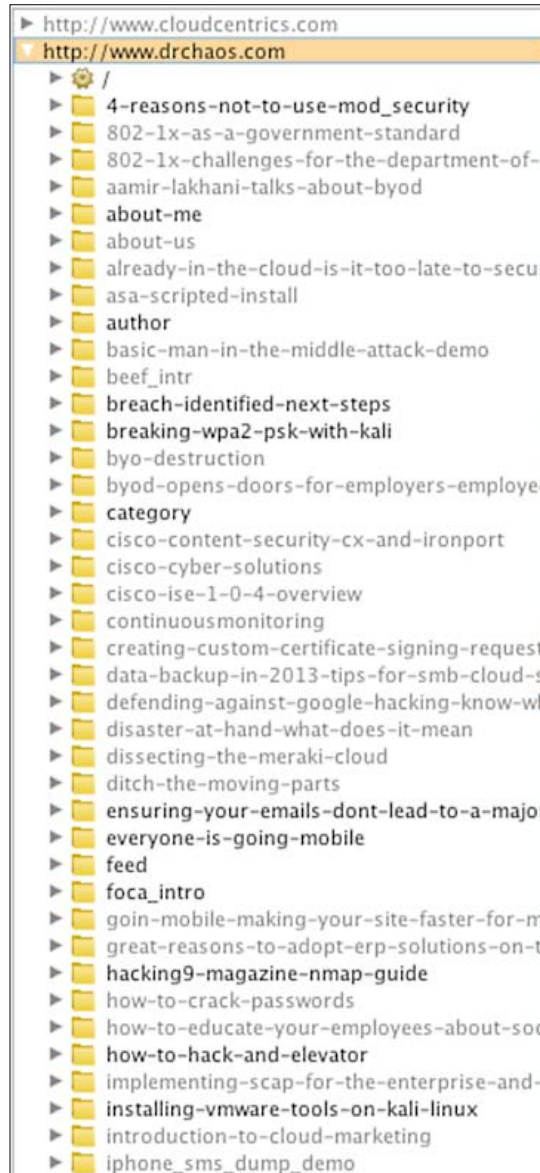 http://www.cloudcentrics.com
http://www.drchaos.com
/
4-reasons-not-to-use-mod_security
802-1x-as-a-government-standard
802-1x-challenges-for-the-department-of-
aamir-lakhani-talks-about-byod
about-me
about-us
already-in-the-cloud-is-it-too-late-to-secu
asa-scripted-install
author
basic-man-in-the-middle-attack-demo
beef_intr
breach-identified-next-steps
breaking-wpa2-psk-with-kali
byo-destruction
byod-opens-doors-for-employers-employe
category
cisco-content-security-cx-and-ironport
cisco-cyber-solutions
cisco-ise-1-0-4-overview
continuousmonitoring
creating-custom-certificate-signing-request
data-backup-in-2013-tips-for-smb-cloud-s
defending-against-google-hacking-know-wh
disaster-at-hand-what-does-it-mean
dissecting-the-meraki-cloud
ditch-the-moving-parts
ensuring-your-emails-dont-lead-to-a-major
everyone-is-going-mobile
feed
foca_intro
goin-mobile-making-your-site-faster-for-m
great-reasons-to-adopt-erp-solutions-on-t
hacking9-magazine-nmap-guide
how-to-crack-passwords
how-to-educate-your-employees-about-soc
how-to-hack-and-elevator
implementing-scap-for-the-enterprise-and-
installing-vmware-tools-on-kali-linux
introduction-to-cloud-marketing
iphone_sms_dump_demo